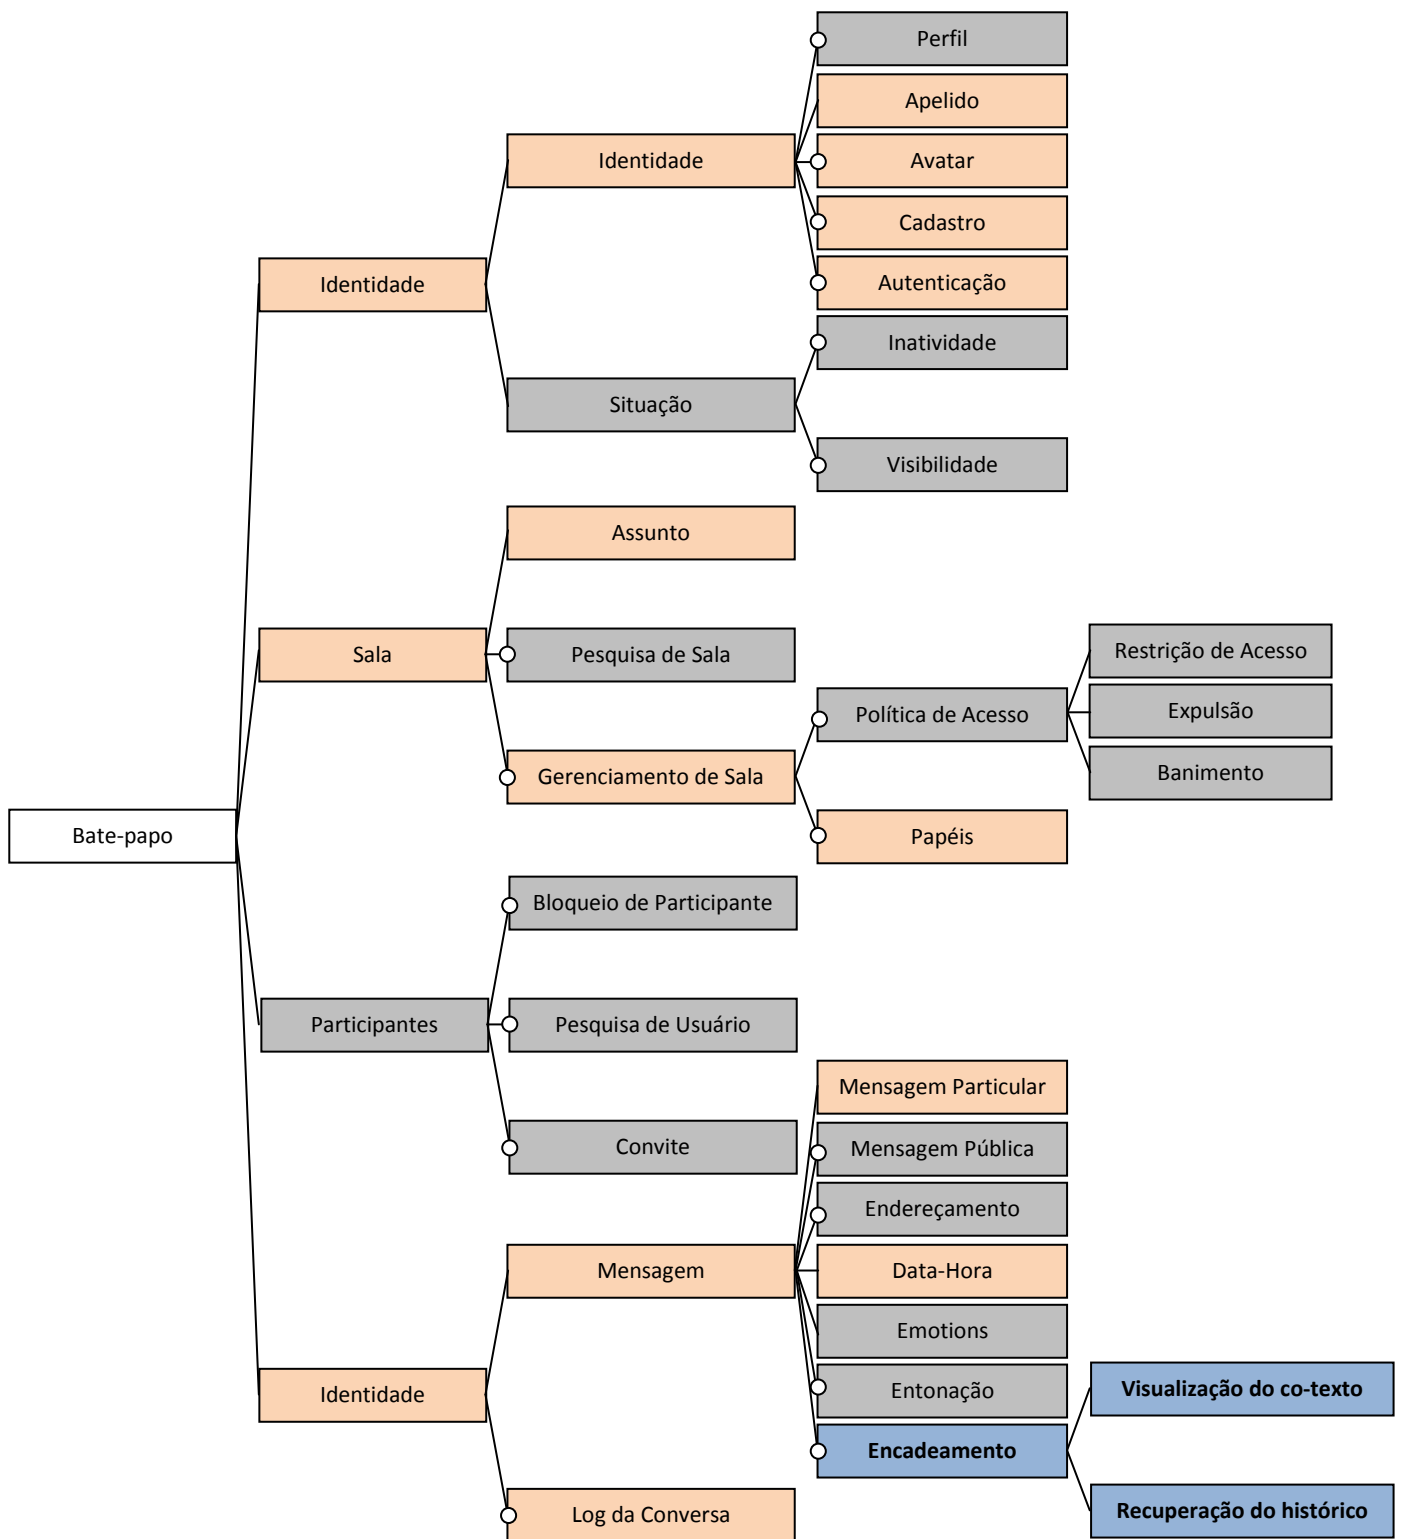 Perfil
Apelido
Identidade
Avatar
Cadastro
Identidade
Autenticação
Inatividade
Situação
Visibilidade
Assunto
Sala
Pesquisa de Sala
Restrição de Acesso
Política de Acesso
Expulsão
Gerenciamento de Sala
Banimento
Bate-papo
Papéis
Bloqueio de Participante
Participantes
Pesquisa de Usuário
Mensagem Particular
Convite
Mensagem Pública
Endereçamento
Mensagem
Data-Hora
Emotions
Identidade
Entonação
Visualização do co-texto
Encadeamento
Log da Conversa
Recuperação do histórico